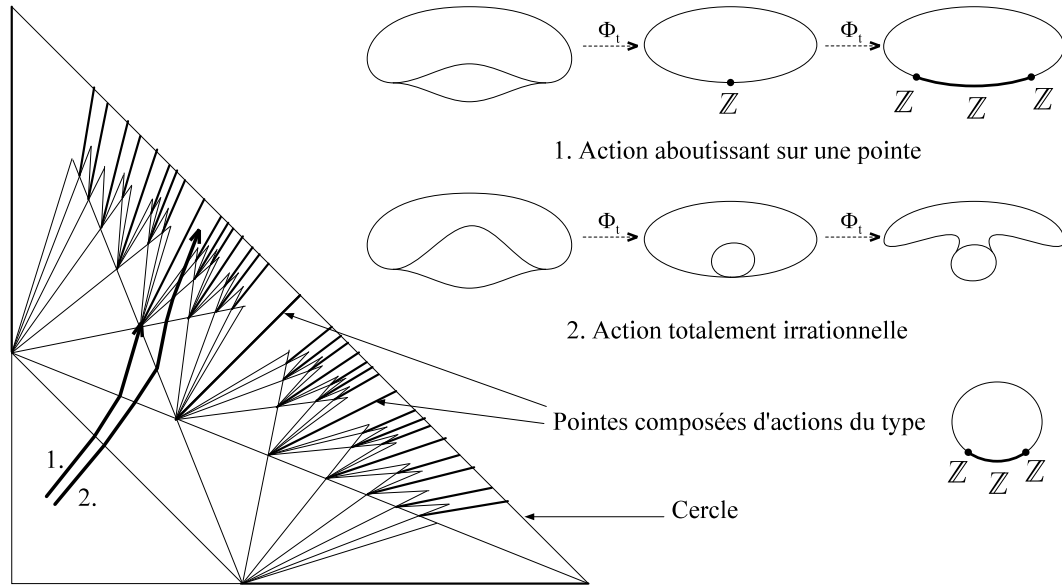 Φt Φt
ℤ ℤ ℤ ℤ
1. Action aboutissant sur une pointe
Φt Φt
2. Action totalement irrationnelle
Pointes composées d'actions du type
ℤ ℤ ℤ
1.
2.
Cercle